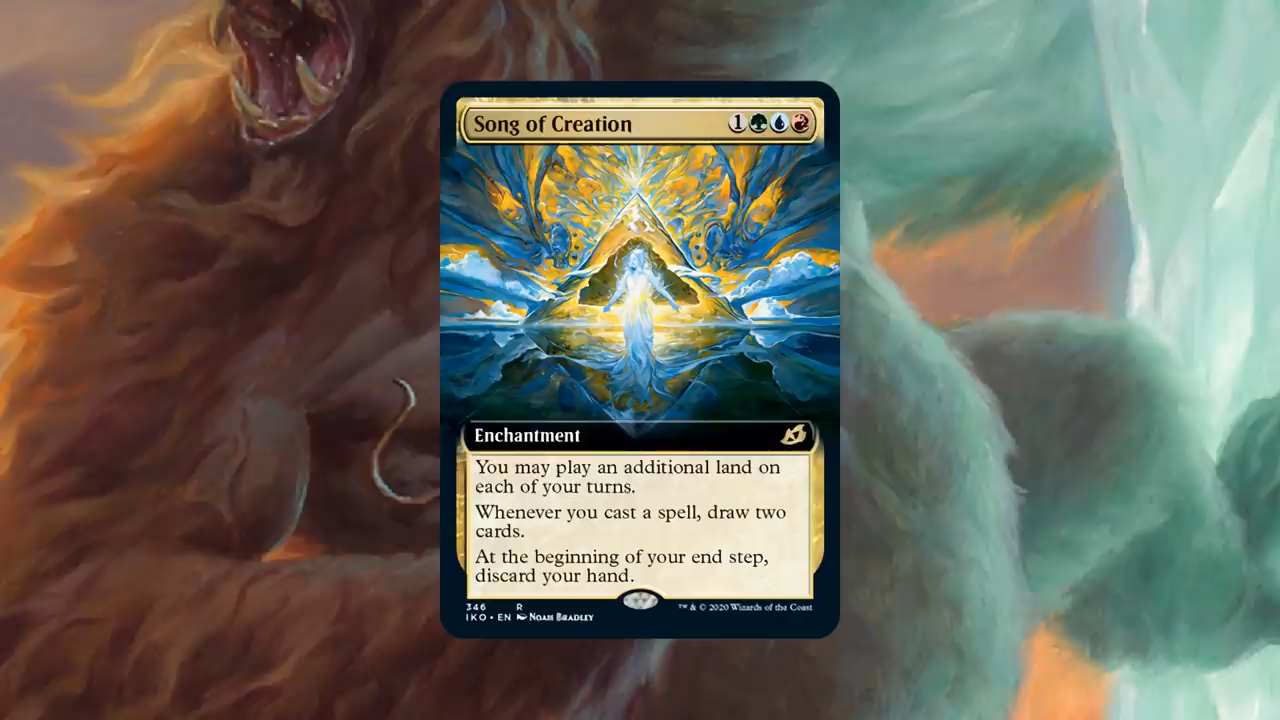 Song of Creation 1
Enchantment
You may play an additional land on
each of your turns.
Whenever you cast a spell, draw two
cards.
At the beginning of your end step,
discard your hand.
346 R
IKO • EN Noah Bradley
™ & © 2020 Wizards of the Coast